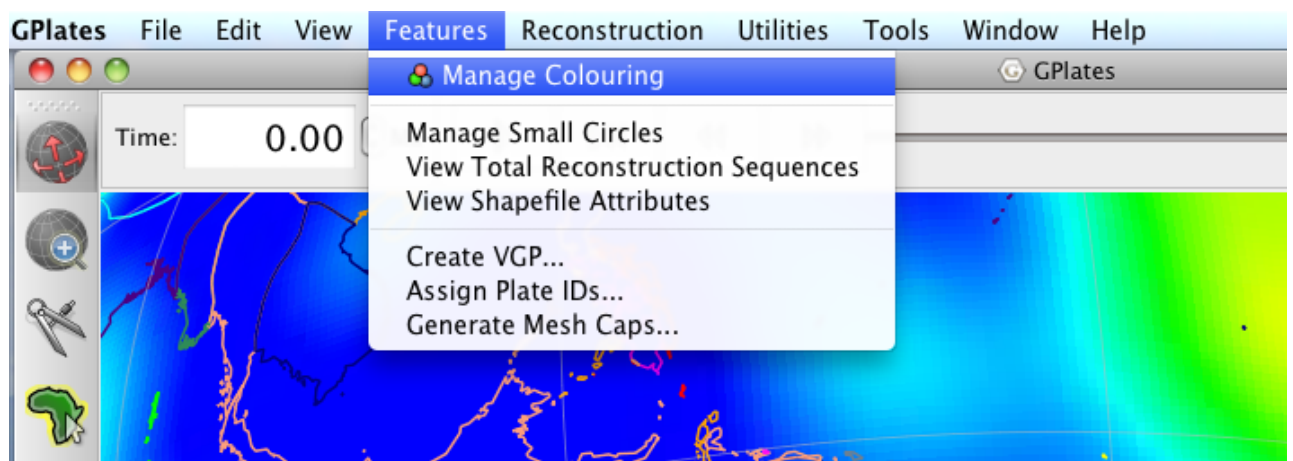 GPlates File Edit View Features Reconstruction Utilities Tools Window Help
Manage Colouring
GPlates
Time: 0.00
Manage Small Circles
View Total Reconstruction Sequences
View Shapefile Attributes
Create VGP...
Assign Plate IDs...
Generate Mesh Caps...